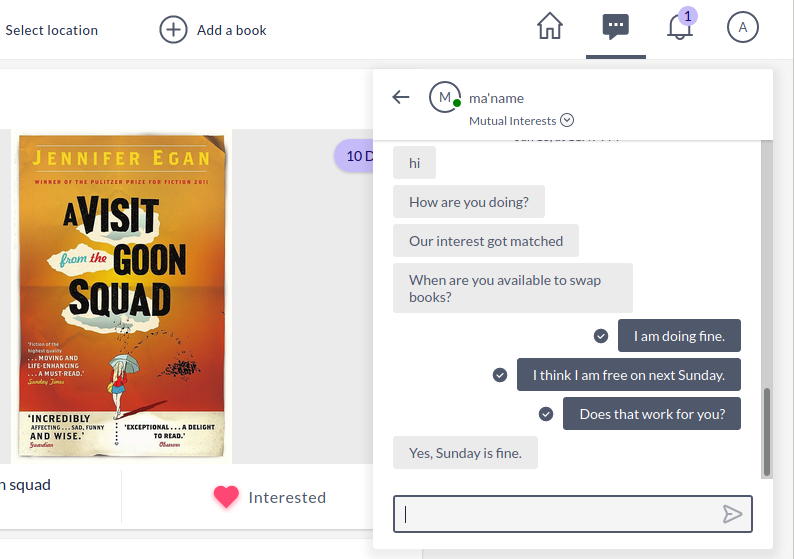 Select location
Add a book
1
A
M
ma'name
Mutual Interests
JENNIFER EGAN
WINNER OF THE PULITZER PRIZE FOR FICTION 2011
A VISIT
from the GOON
SQUAD
'Fiction of the
highest quality
...MOVING AND
LIFE-ENHANCING
...A MUST-READ.'
Sunday Times
'INCREDIBLY
AFFECTING...SAD, FUNNY
AND WISE.'
Guardian
'EXCEPTIONAL...A DELIGHT
TO READ.'
Observer
10 D
n squad
Interested
hi
How are you doing?
Our interest got matched
When are you available to swap
books?
I am doing fine.
I think I am free on next Sunday.
Does that work for you?
Yes, Sunday is fine.